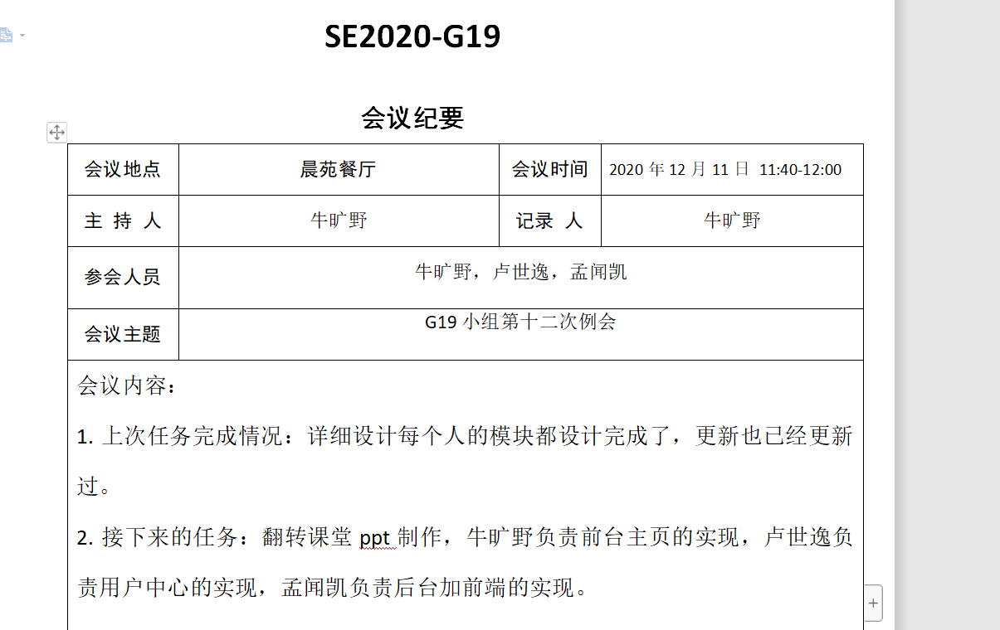 SE2020-G19
会议纪要
会议地点 晨苑餐厅 会议时间 2020 年 12 月 11 日 11:40-12:00
主 持 人 牛旷野 记录 人 牛旷野
参会人员 牛旷野，卢世逸，孟闻凯
会议主题 G19 小组第十二次例会
会议内容：
1. 上次任务完成情况：详细设计每个人的模块都设计完成了，更新也已经更新
过。
2. 接下来的任务：翻转课堂 ppt 制作，牛旷野负责前台主页的实现，卢世逸负
责用户中心的实现，孟闻凯负责后台加前端的实现。